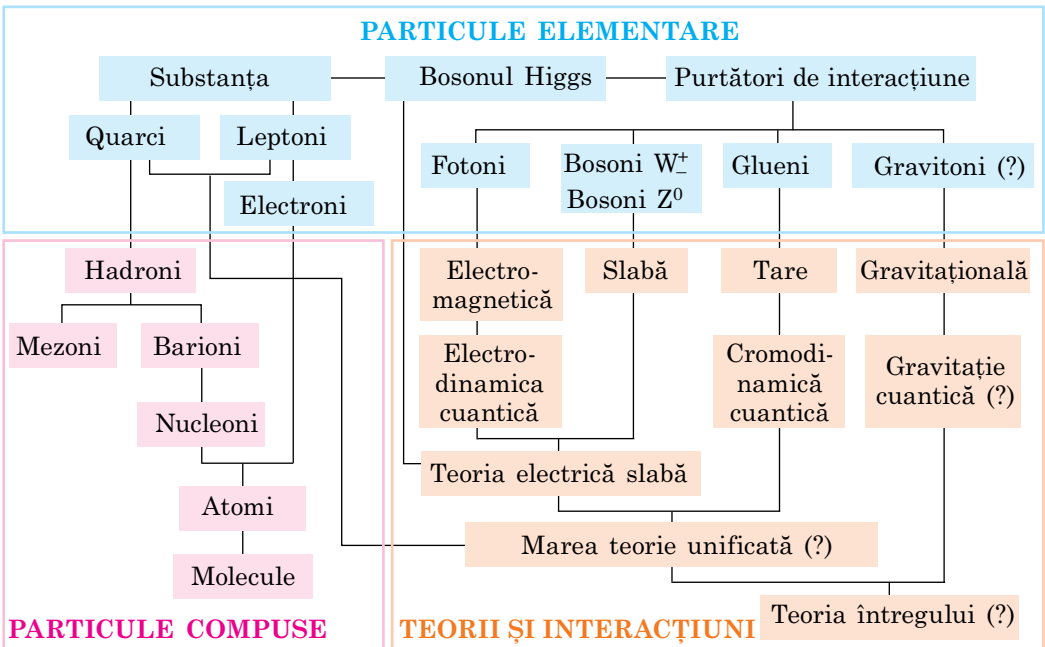 PARTICULE ELEMENTARE
Substanța
Bosonul Higgs
Purtători de interacțiune
Quarci
Leptoni
Electroni
Fotoni
Bosoni W±
Bosoni Z⁰
Glueni
Gravitoni (?)
Hadroni
Mezoni
Barioni
Nucleoni
Atomi
Molecule
PARTICULE COMPUSE
Electro-
magnetică
Slabă
Tare
Gravitațională
Electro-
dinamica
cuantică
Cromodi-
namică
cuantică
Gravitație
cuantică (?)
Teoria electrică slabă
Marea teorie unificată (?)
Teoria întregului (?)
TEORII ȘI INTERACȚIUNI